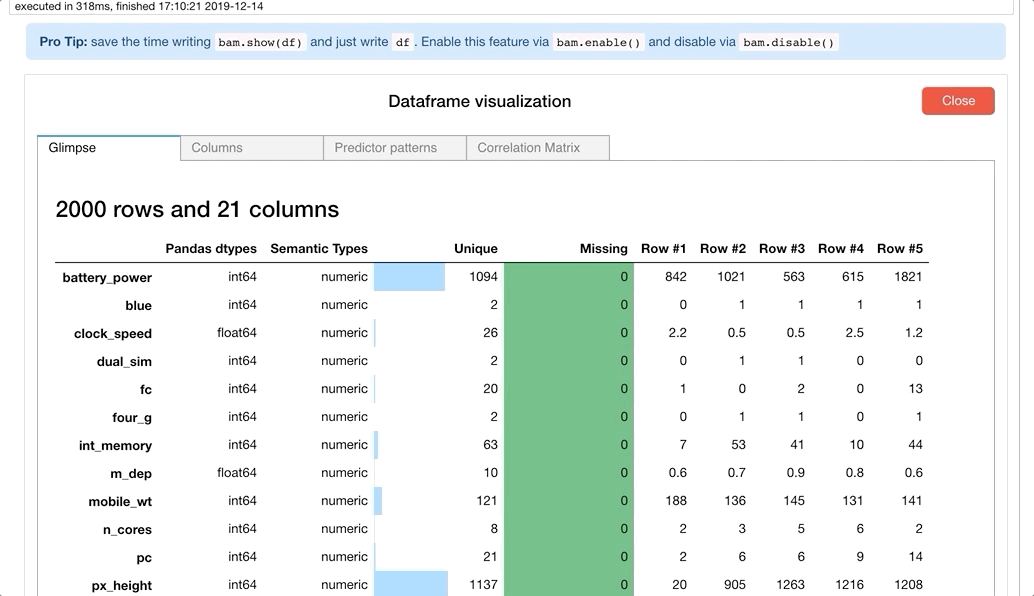 executed in 318ms, finished 17:10:21 2019-12-14
Pro Tip: save the time writing bam.show(df) and just write df. Enable this feature via bam.enable() and disable via bam.disable()
Dataframe visualization
Close
Glimpse Columns Predictor patterns Correlation Matrix
2000 rows and 21 columns
Pandas dtypes Semantic Types Unique Missing Row #1 Row #2 Row #3 Row #4 Row #5
battery_power int64 numeric 1094 0 842 1021 563 615 1821
blue int64 numeric 2 0 0 1 1 1 1
clock_speed float64 numeric 26 0 2.2 0.5 0.5 2.5 1.2
dual_sim int64 numeric 2 0 0 1 1 0 0
fc int64 numeric 20 0 1 0 2 0 13
four_g int64 numeric 2 0 0 1 1 0 1
int_memory int64 numeric 63 0 7 53 41 10 44
m_dep float64 numeric 10 0 0.6 0.7 0.9 0.8 0.6
mobile_wt int64 numeric 121 0 188 136 145 131 141
n_cores int64 numeric 8 0 2 3 5 6 2
pc int64 numeric 21 0 2 6 6 9 14
px_height int64 numeric 1137 0 20 905 1263 1216 1208